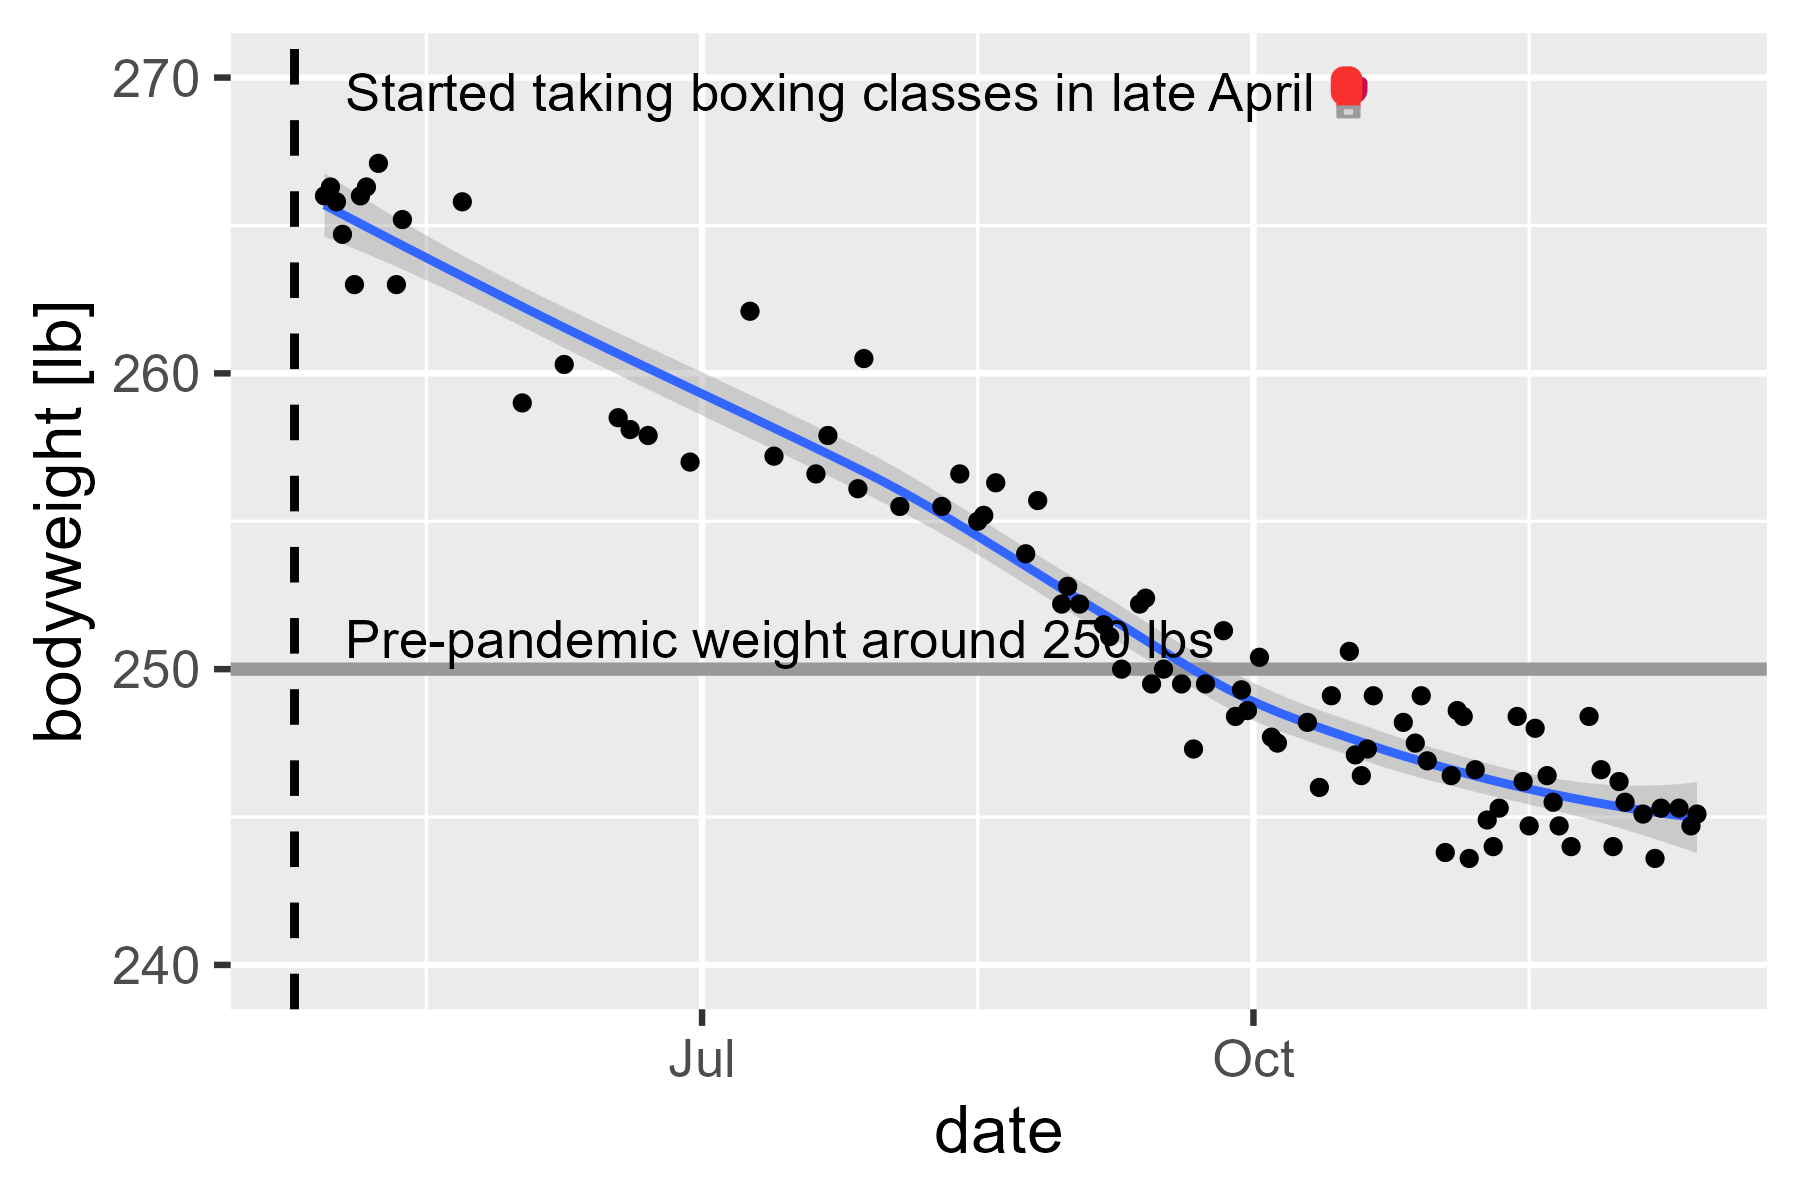 270
Started taking boxing classes in late April
260
bodyweight [lb]
Pre-pandemic weight around 250 lbs
250
240
Jul
Oct
date